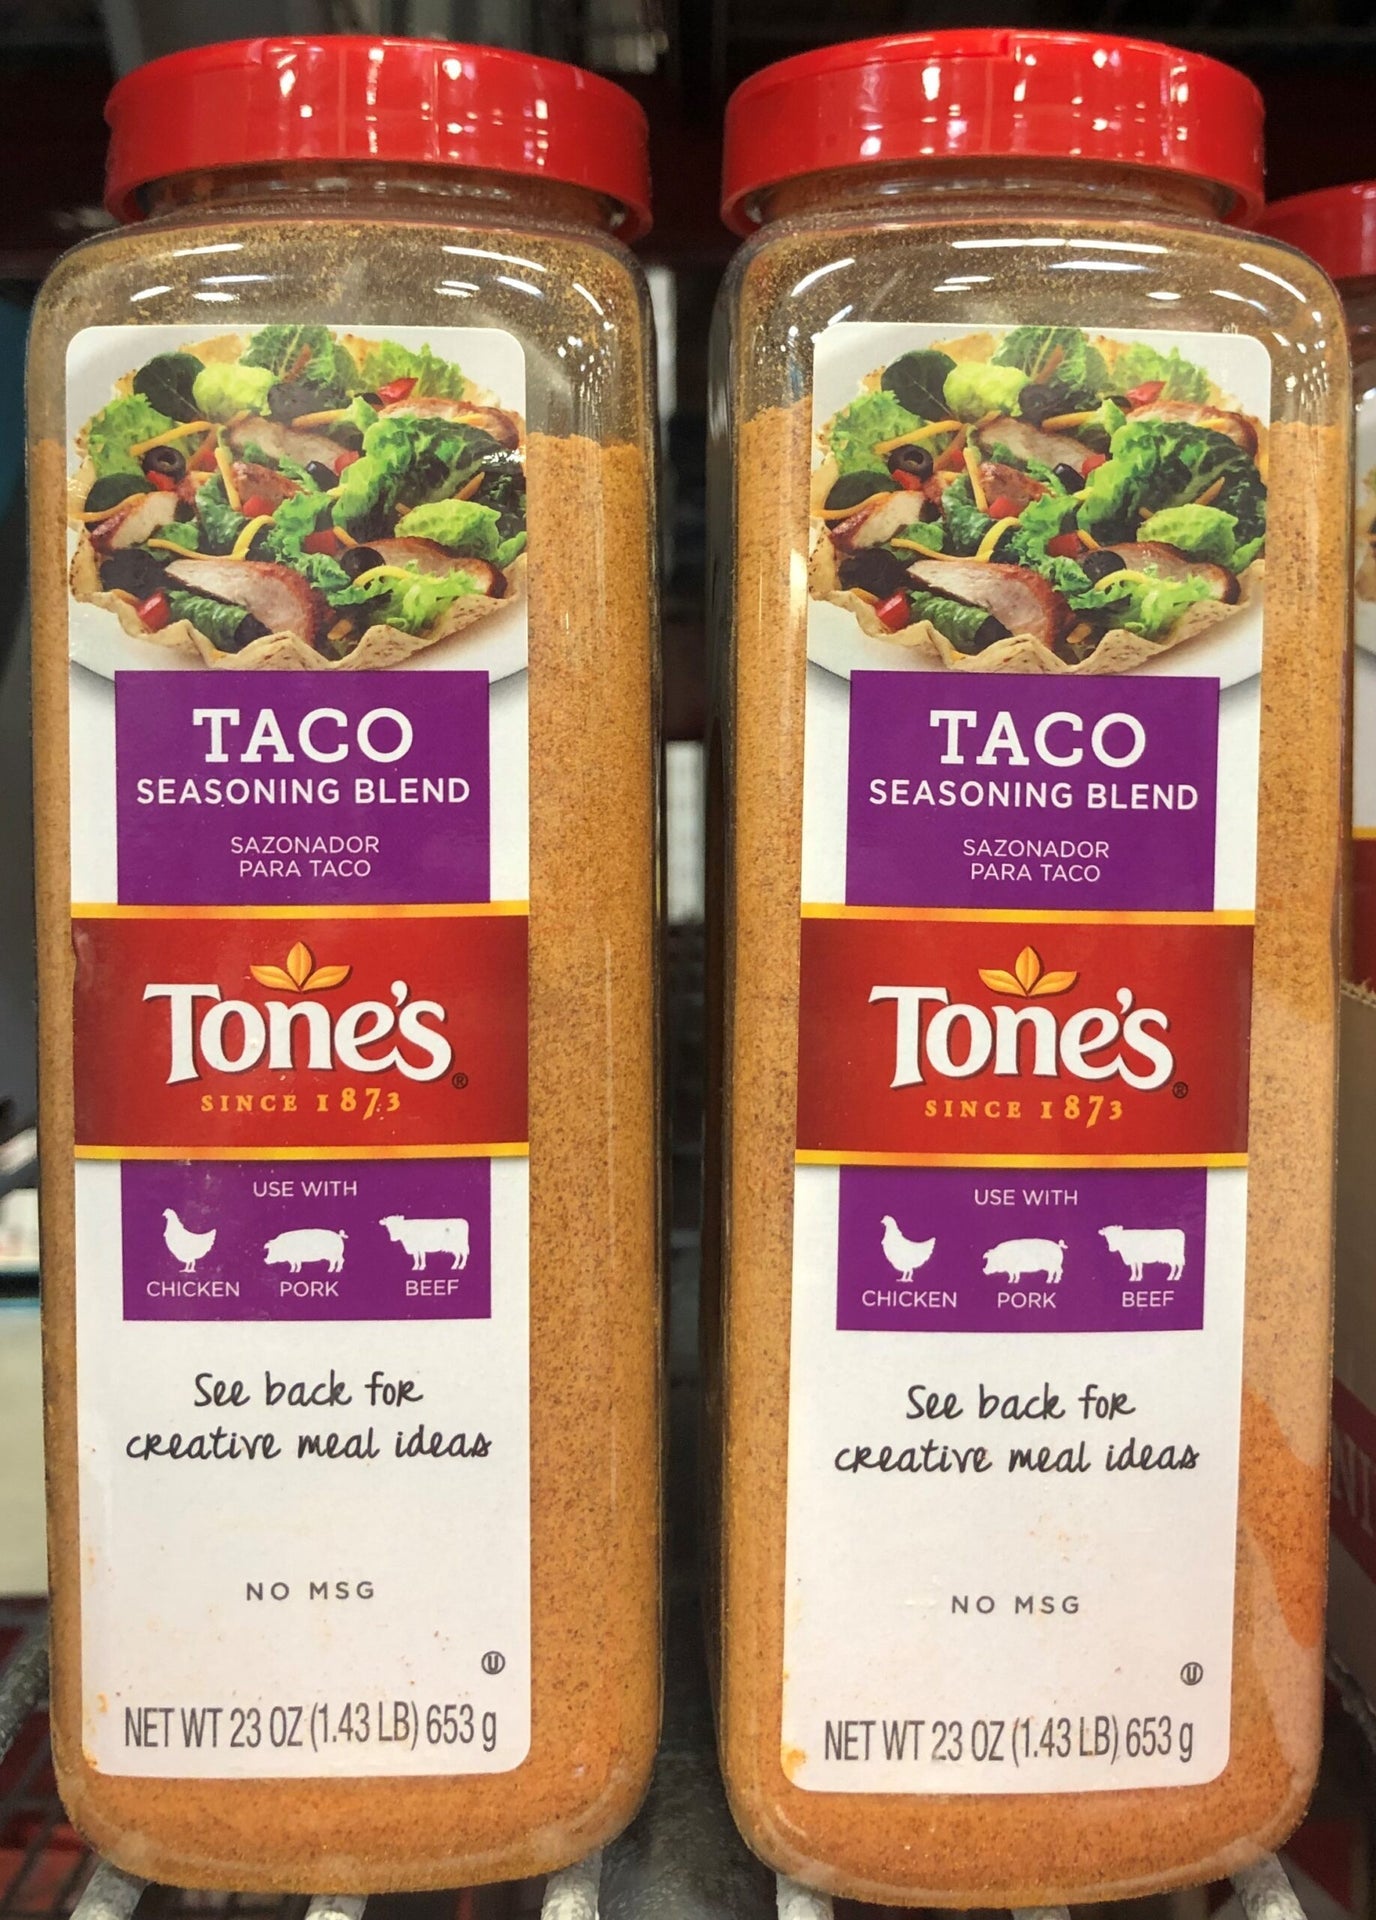 TACO
SEASONING BLEND
SAZONADOR
PARA TACO
Tone's®
SINCE 1873
USE WITH
CHICKEN PORK BEEF
See back for
creative meal ideas
NO MSG
U
NET WT 23 OZ (1.43 LB) 653 g
TACO
SEASONING BLEND
SAZONADOR
PARA TACO
Tone's®
SINCE 1873
USE WITH
CHICKEN PORK BEEF
See back for
creative meal ideas
NO MSG
U
NET WT 23 OZ (1.43 LB) 653 g